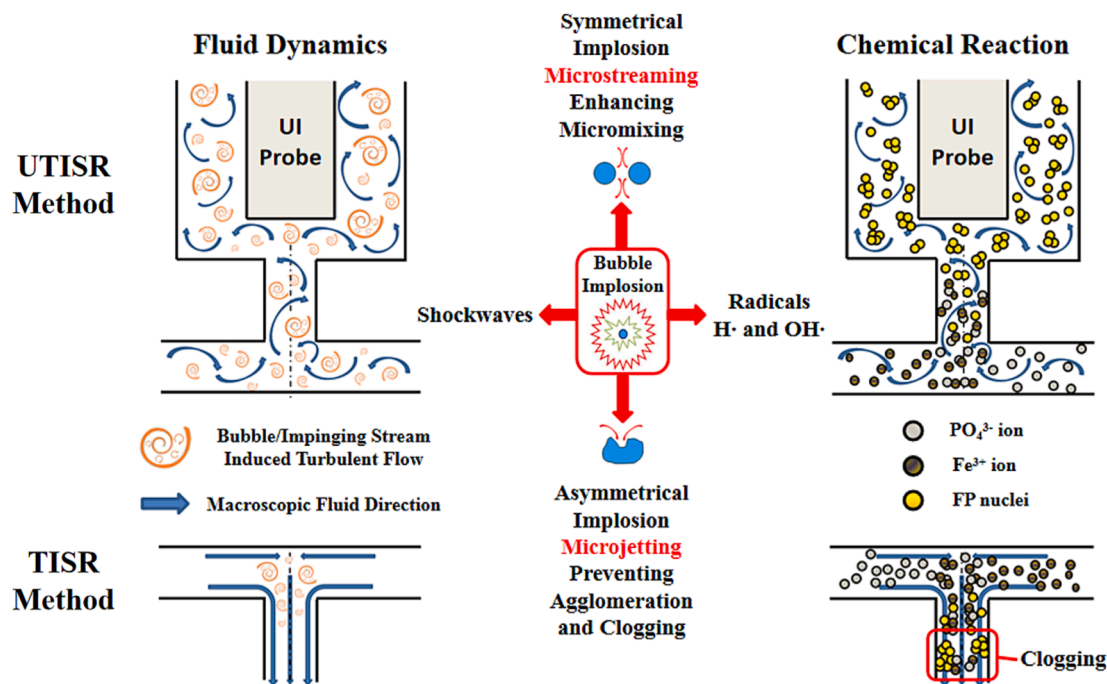 Fluid Dynamics
UTISR
Method
UI
Probe
Symmetrical
Implosion
Microstreaming
Enhancing
Micromixing
Bubble
Implosion
Shockwaves
Radicals
H· and OH·
Asymmetrical
Implosion
Microjetting
Preventing
Agglomeration
and Clogging
Chemical Reaction
UI
Probe
Bubble/Impinging Stream
Induced Turbulent Flow
Macroscopic Fluid Direction
PO₄³⁻ ion
Fe³⁺ ion
FP nuclei
TISR
Method
Clogging